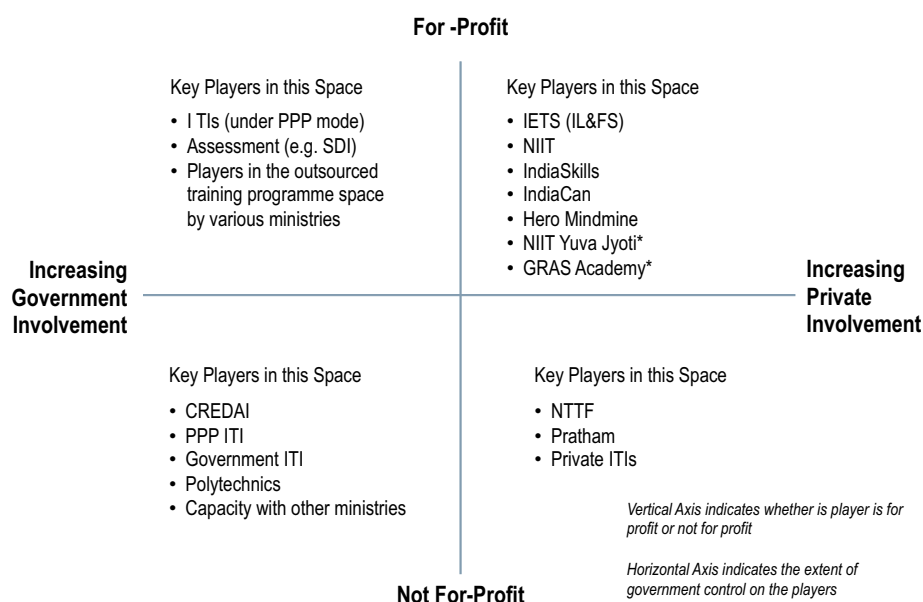 For -Profit
Key Players in this Space
• I TIs (under PPP mode)
• Assessment (e.g. SDI)
• Players in the outsourced
training programme space
by various ministries
Key Players in this Space
• IETS (IL&FS)
• NIIT
• IndiaSkills
• IndiaCan
• Hero Mindmine
• NIIT Yuva Jyoti*
• GRAS Academy*
Increasing
Government
Involvement
Increasing
Private
Involvement
Key Players in this Space
• CREDAI
• PPP ITI
• Government ITI
• Polytechnics
• Capacity with other ministries
Key Players in this Space
• NTTF
• Pratham
• Private ITIs
Vertical Axis indicates whether is player is for
profit or not for profit
Horizontal Axis indicates the extent of
government control on the players
Not For-Profit